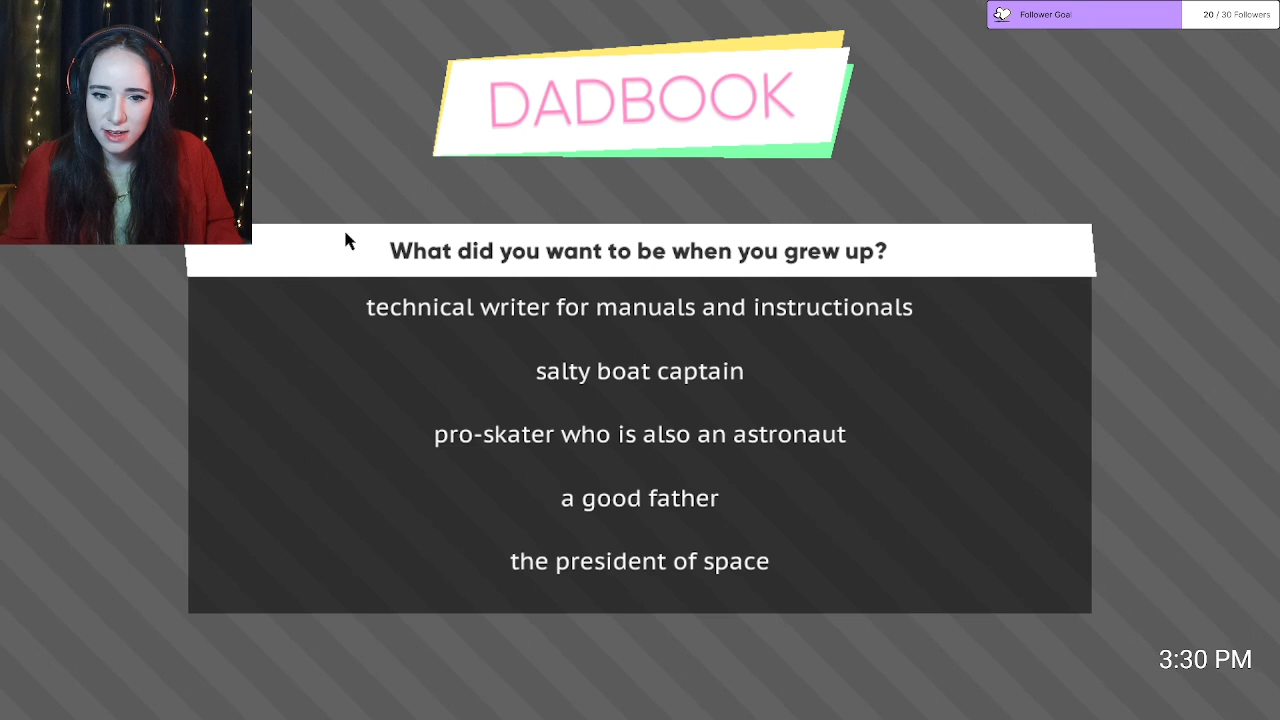 Follower Goal
20 / 30 Followers
DADBOOK
What did you want to be when you grew up?
technical writer for manuals and instructionals
salty boat captain
pro-skater who is also an astronaut
a good father
the president of space
3:30 PM